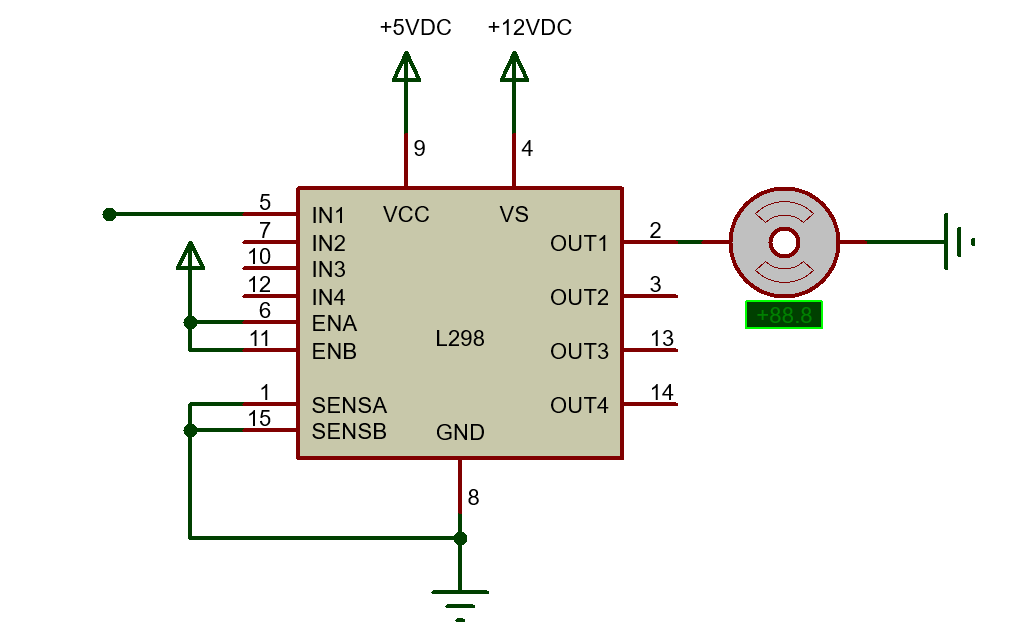 +5VDC +12VDC
9 4
5 IN1 VCC VS
7 IN2 OUT1 2
10 IN3
12 IN4 OUT2 3
6 ENA
11 ENB L298 OUT3 13
1 SENSA OUT4 14
15 SENSB GND
+88.8
8